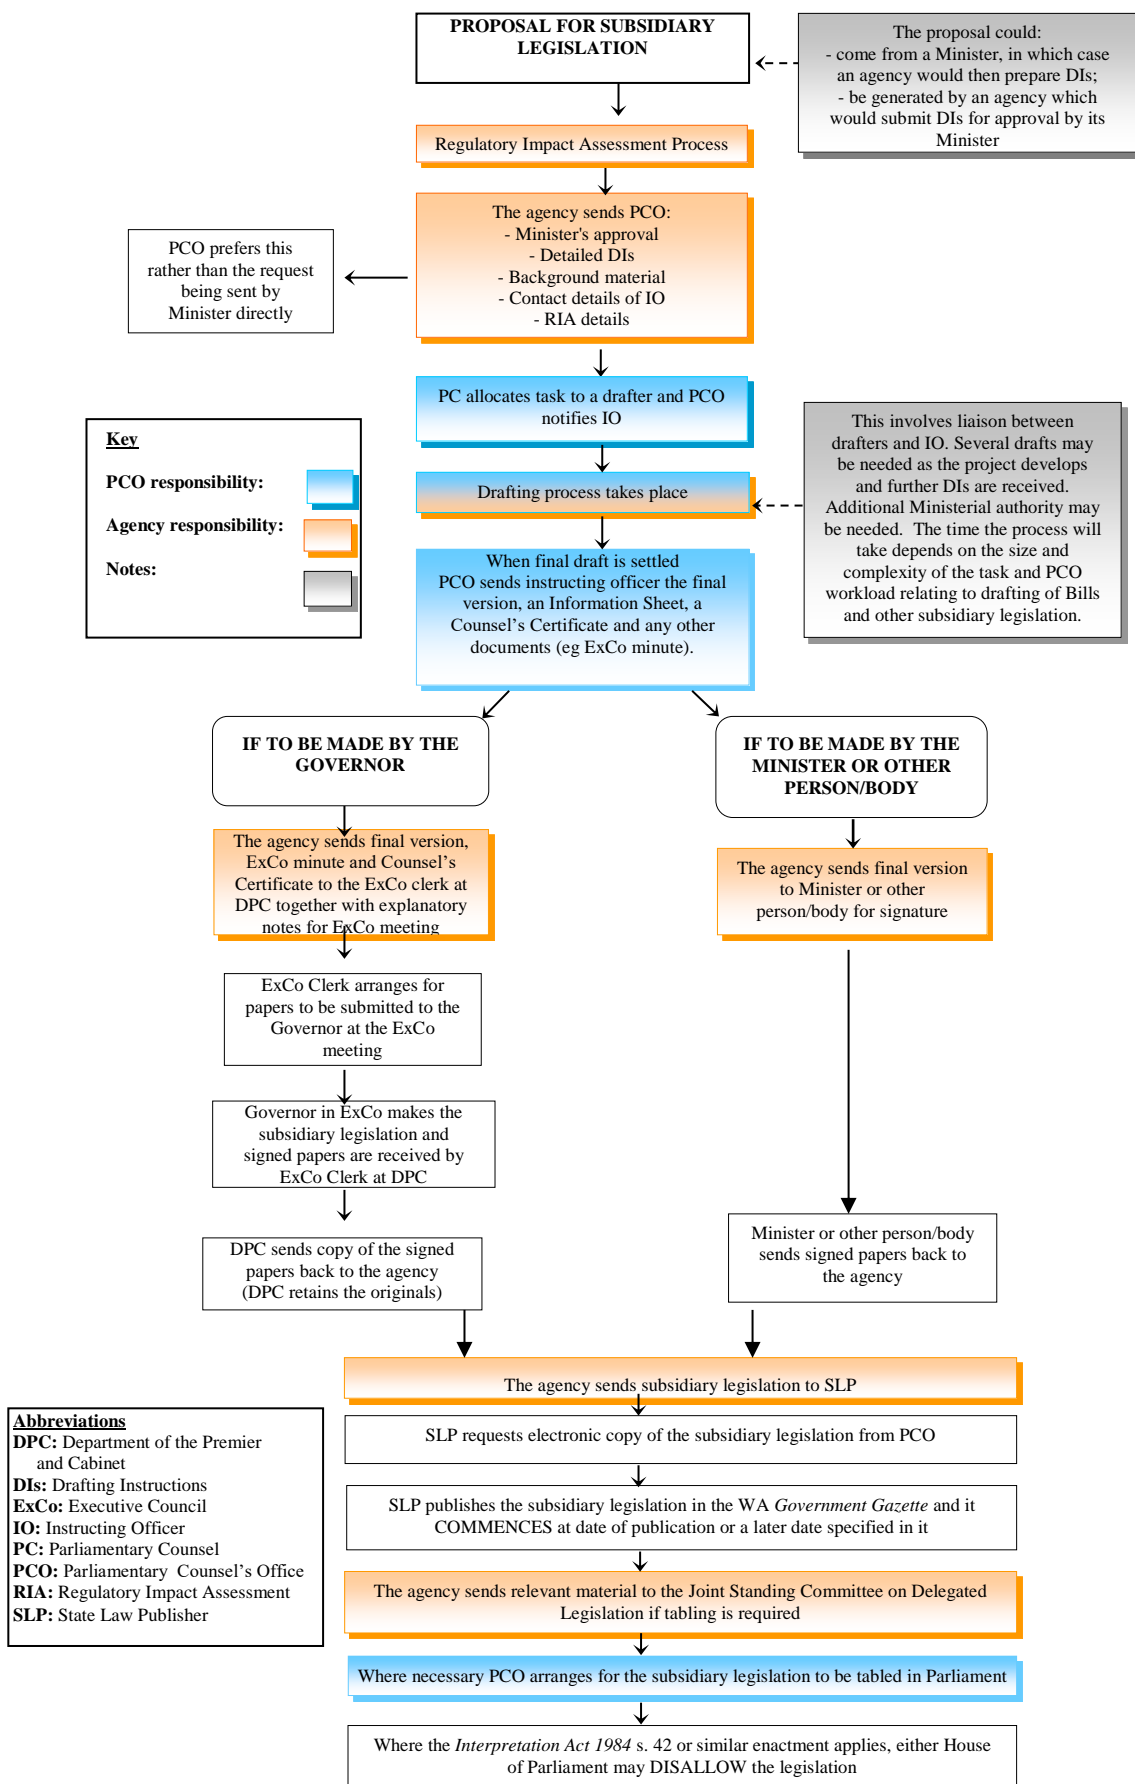 PROPOSAL FOR SUBSIDIARY
LEGISLATION
The proposal could:
- come from a Minister, in which case
an agency would then prepare DIs;
- be generated by an agency which
would submit DIs for approval by its
Minister
Regulatory Impact Assessment Process
The agency sends PCO:
- Minister's approval
- Detailed DIs
- Background material
- Contact details of IO
- RIA details
PCO prefers this
rather than the request
being sent by
Minister directly
PC allocates task to a drafter and PCO
notifies IO
Key
PCO responsibility:
Agency responsibility:
Notes:
Drafting process takes place
This involves liaison between
drafters and IO. Several drafts may
be needed as the project develops
and further DIs are received.
Additional Ministerial authority may
be needed.  The time the process will
take depends on the size and
complexity of the task and PCO
workload relating to drafting of Bills
and other subsidiary legislation.
When final draft is settled
PCO sends instructing officer the final
version, an Information Sheet, a
Counsel's Certificate and any other
documents (eg ExCo minute).
IF TO BE MADE BY THE
GOVERNOR
IF TO BE MADE BY THE
MINISTER OR OTHER
PERSON/BODY
The agency sends final version,
ExCo minute and Counsel's
Certificate to the ExCo clerk at
DPC together with explanatory
notes for ExCo meeting
The agency sends final version
to Minister or other
person/body for signature
ExCo Clerk arranges for
papers to be submitted to the
Governor at the ExCo
meeting
Governor in ExCo makes the
subsidiary legislation and
signed papers are received by
ExCo Clerk at DPC
DPC sends copy of the signed
papers back to the agency
(DPC retains the originals)
Minister or other person/body
sends signed papers back to
the agency
The agency sends subsidiary legislation to SLP
SLP requests electronic copy of the subsidiary legislation from PCO
SLP publishes the subsidiary legislation in the WA Government Gazette and it
COMMENCES at date of publication or a later date specified in it
The agency sends relevant material to the Joint Standing Committee on Delegated
Legislation if tabling is required
Where necessary PCO arranges for the subsidiary legislation to be tabled in Parliament
Where the Interpretation Act 1984 s. 42 or similar enactment applies, either House
of Parliament may DISALLOW the legislation
Abbreviations
DPC: Department of the Premier
and Cabinet
DIs: Drafting Instructions
ExCo: Executive Council
IO: Instructing Officer
PC: Parliamentary Counsel
PCO: Parliamentary  Counsel's Office
RIA: Regulatory Impact Assessment
SLP: State Law Publisher